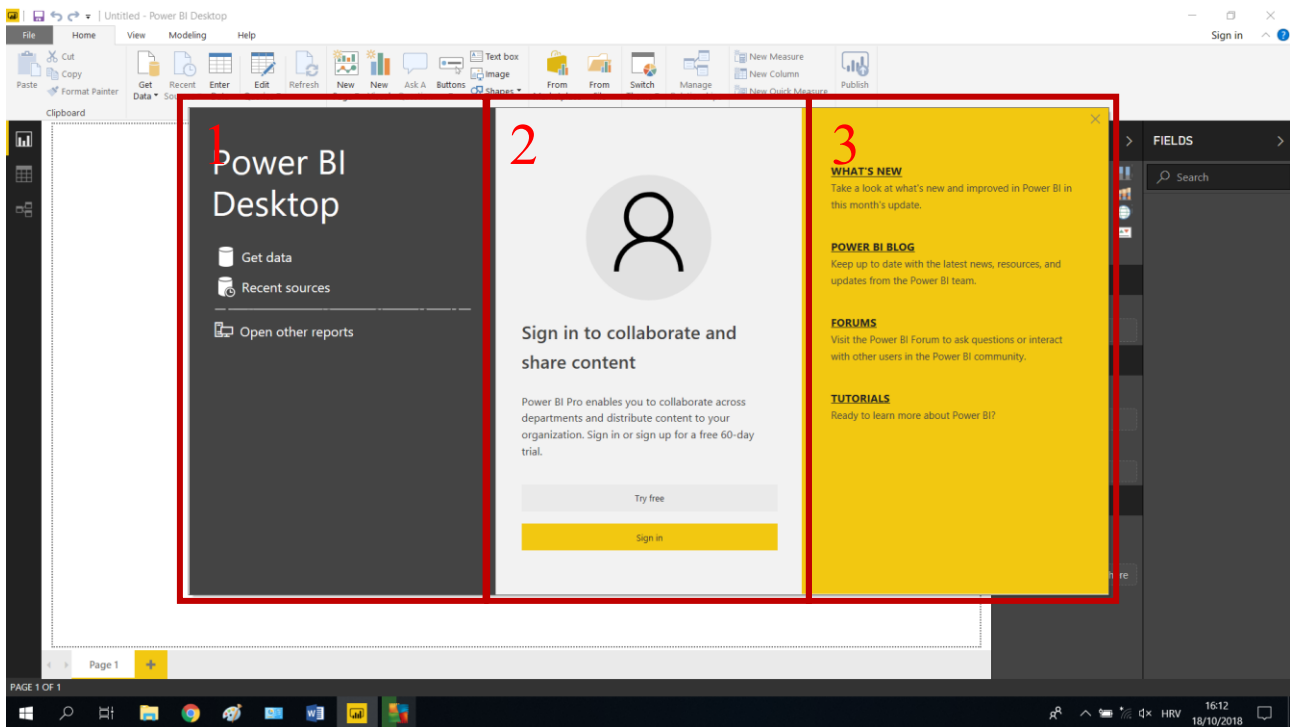 Untitled - Power BI Desktop
File Home View Modeling Help
Sign in
Cut
Copy
Format Painter
Paste
Clipboard
Get
Data
Recent
Enter
Edit
Refresh
New
New
Ask A
Buttons
Text box
Image
Shapes
From
From
Switch
Manage
New Measure
New Column
New Quick Measure
Publish
1
Power BI
Desktop
Get data
Recent sources
Open other reports
2
Sign in to collaborate and
share content
Power BI Pro enables you to collaborate across
departments and distribute content to your
organization. Sign in or sign up for a free 60-day
trial.
Try free
Sign in
3
WHAT'S NEW
Take a look at what's new and improved in Power BI in
this month's update.
POWER BI BLOG
Keep up to date with the latest news, resources, and
updates from the Power BI team.
FORUMS
Visit the Power BI Forum to ask questions or interact
with other users in the Power BI community.
TUTORIALS
Ready to learn more about Power BI?
FIELDS
Search
Page 1
PAGE 1 OF 1
HRV
16:12
18/10/2018